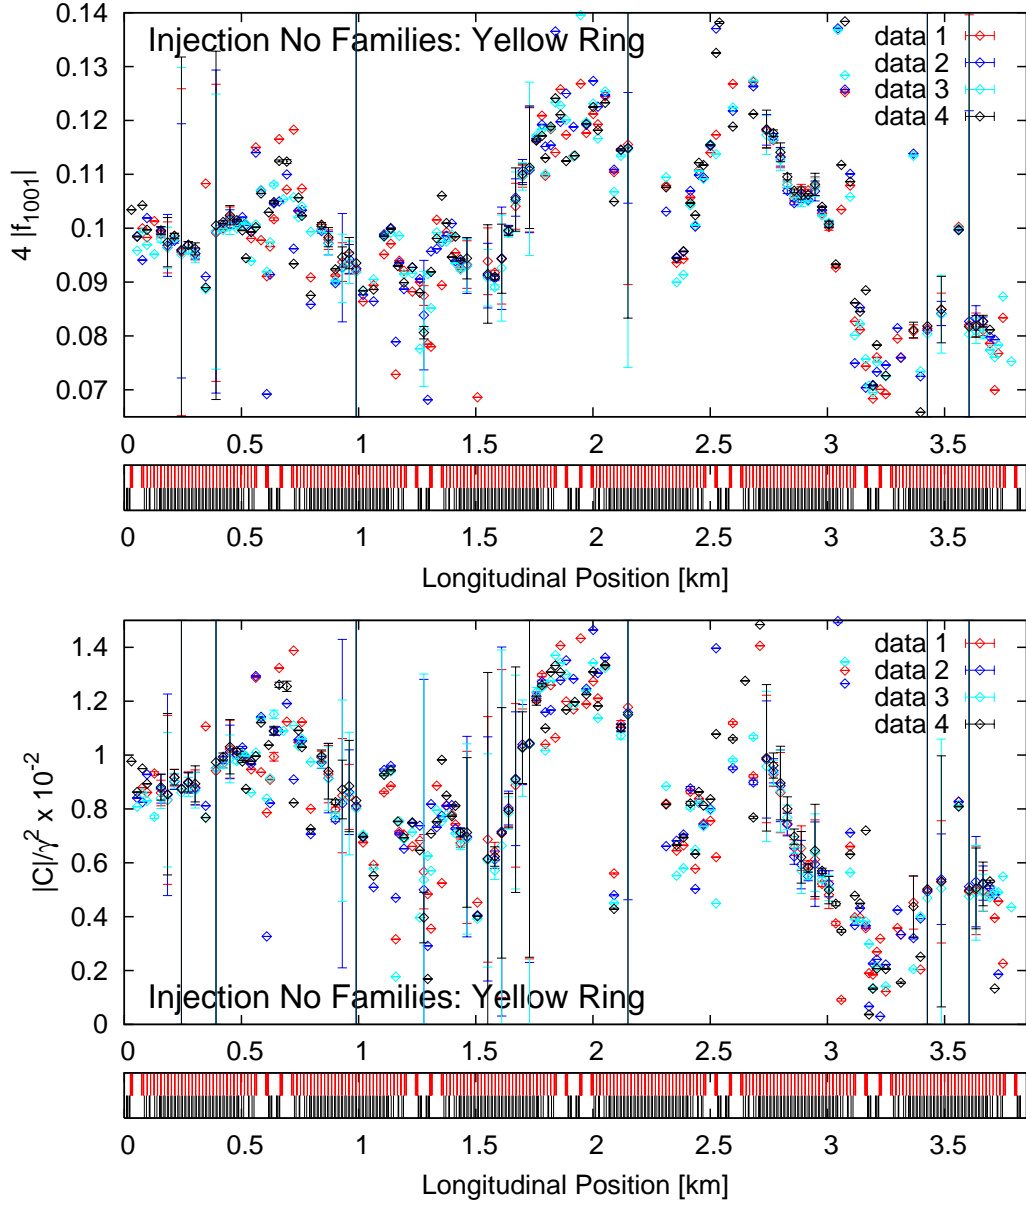 Injection No Families: Yellow Ring
data 1
data 2
data 3
data 4
0.14
0.13
0.12
0.11
0.1
0.09
0.08
0.07
4 |f1001|
0 0.5 1 1.5 2 2.5 3 3.5
0 0.5 1 1.5 2 2.5 3 3.5
Longitudinal Position [km]
data 1
data 2
data 3
data 4
1.4
1.2
1
0.8
0.6
0.4
0.2
0
|C|/γ² x 10⁻²
Injection No Families: Yellow Ring
0 0.5 1 1.5 2 2.5 3 3.5
0 0.5 1 1.5 2 2.5 3 3.5
Longitudinal Position [km]